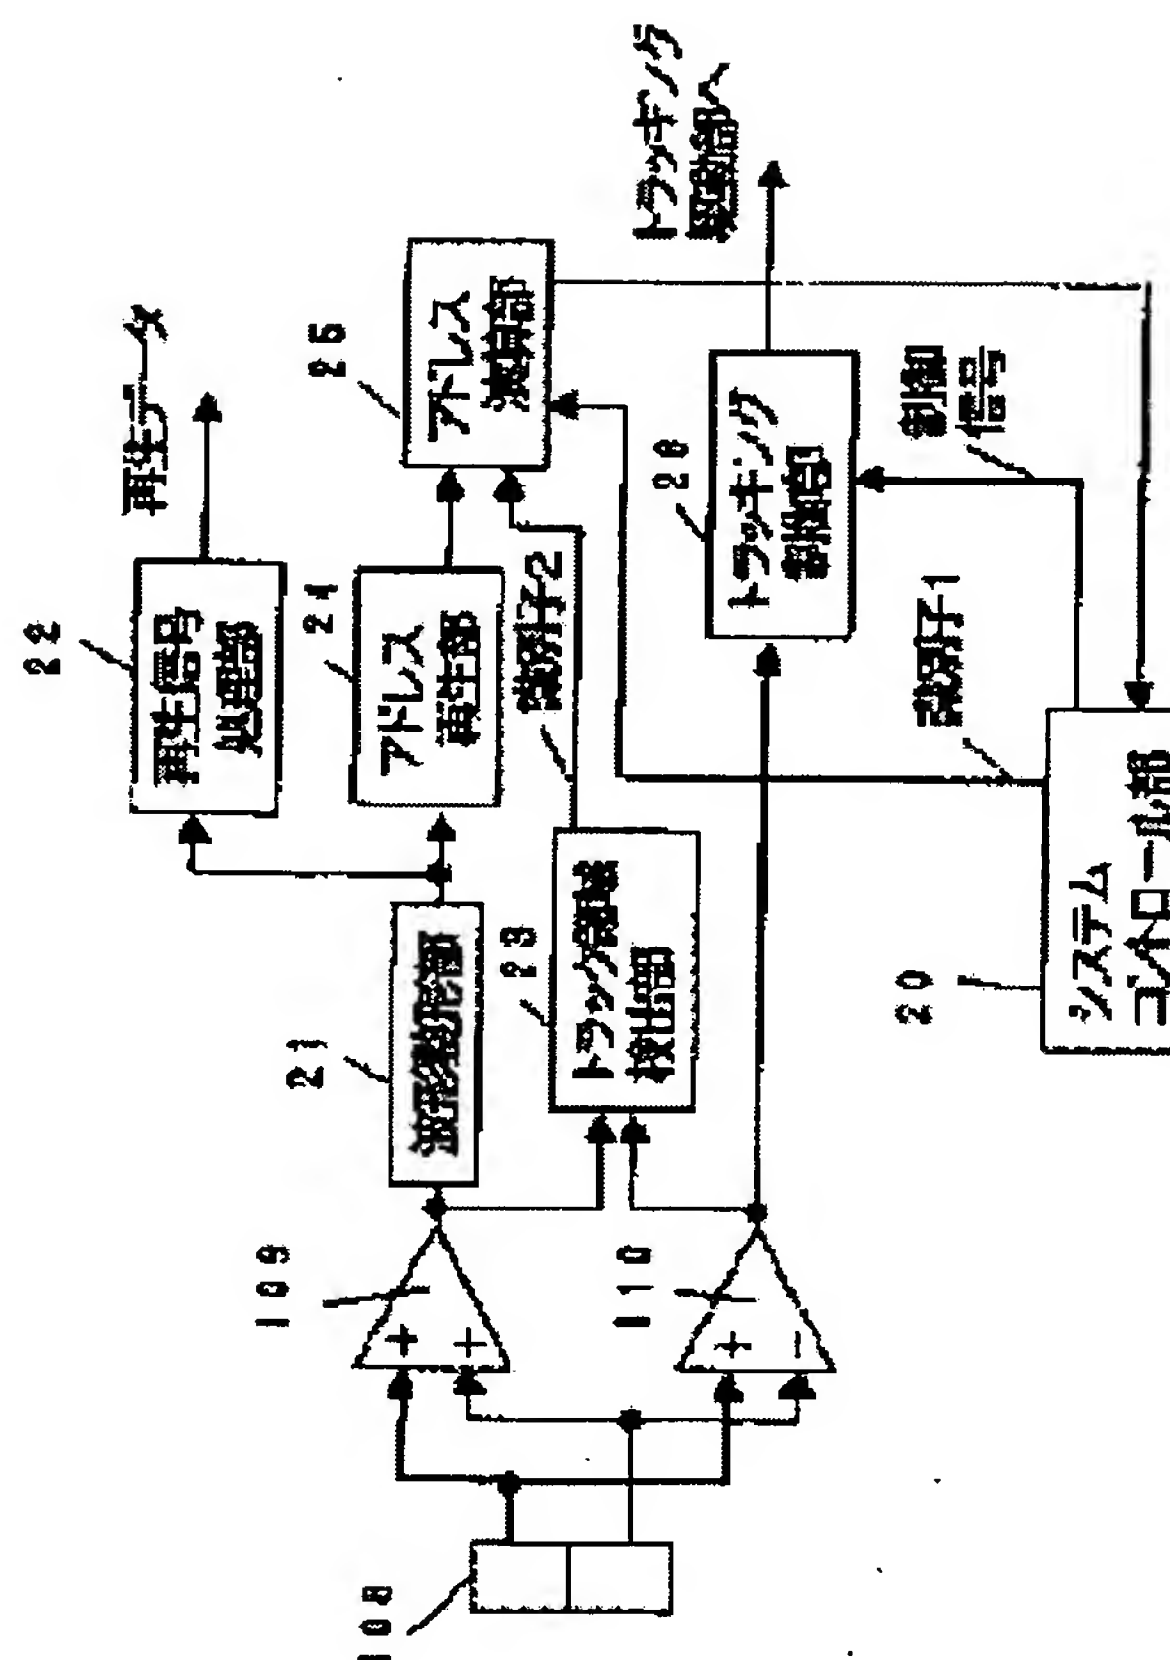 再生データ
22
再生信号
処理部
25
アドレス
演算部
24
アドレス
再生部
トラッキング
駆動部へ
26
トラッキング
制御部
制御
信号
識別子2
識別子1
21
波形等化部
23
トラック間隔
検出部
20
システム
コントロール部
109
+
+
110
+
−
108